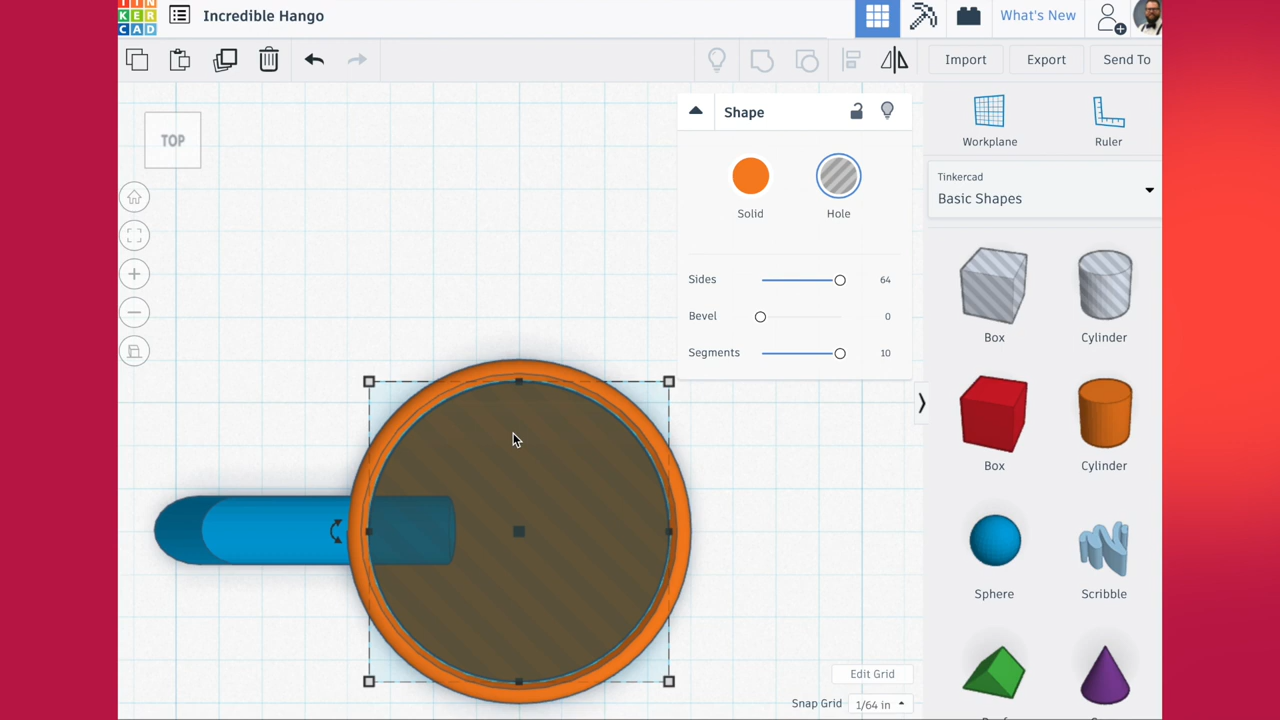 TIN
KER
CAD
Incredible Hango
What's New
Import
Export
Send To
TOP
Shape
Solid
Hole
Sides
64
Bevel
0
Segments
10
Workplane
Ruler
Tinkercad
Basic Shapes
Box
Cylinder
Box
Cylinder
Sphere
Scribble
Edit Grid
Snap Grid
1/64 in